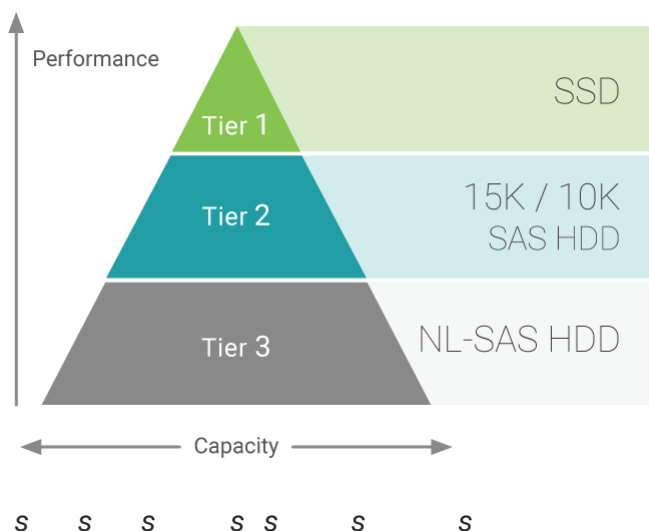 Performance
SSD
Tier 1
15K / 10K
Tier 2
SAS HDD
NL-SAS HDD
Tier 3
Capacity
s s s s s s s